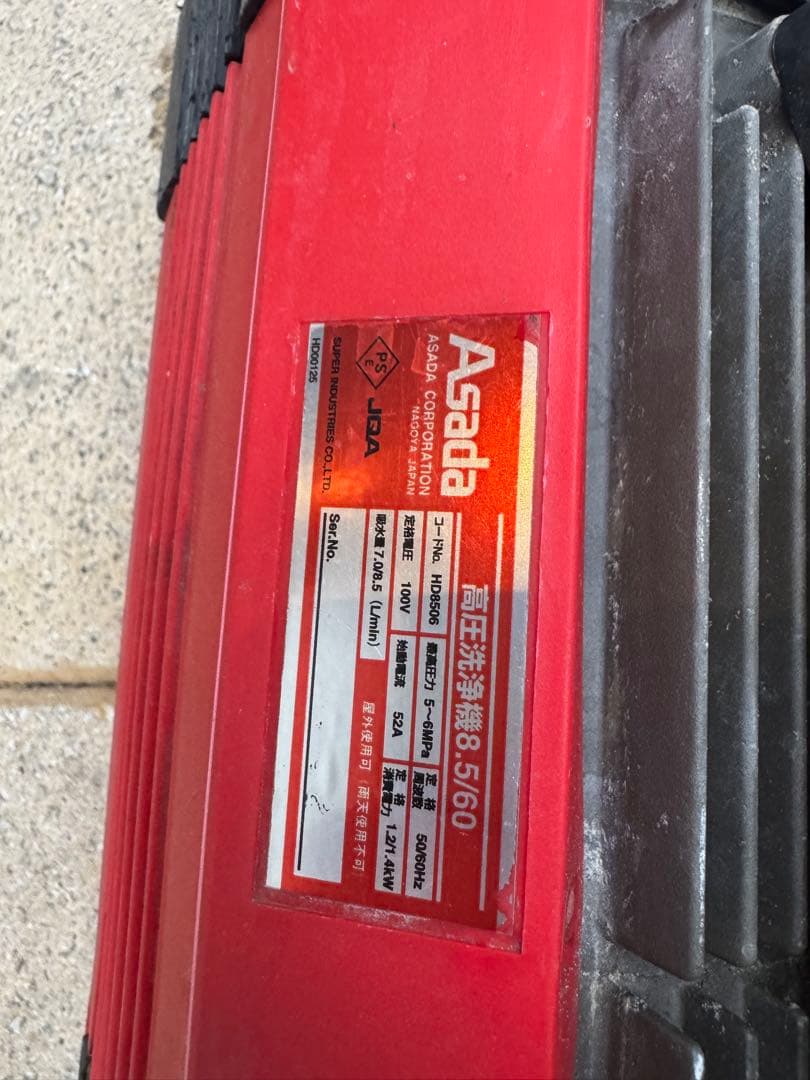 Asada
ASADA CORPORATION
NAGOYA JAPAN
PS
E
JQA
SUPER INDUSTRIES CO.,LTD.
HD00125
高圧洗浄機8.5/60
コードNo. HD8506
最高圧力 5～6MPa
定格周波数 50/60Hz
定格電圧 100V
始動電流 52A
定格消費電力 1.2/1.4kW
吸水量 7.0/8.5 (L/min)
屋外使用可（雨天使用不可）
Ser.No.